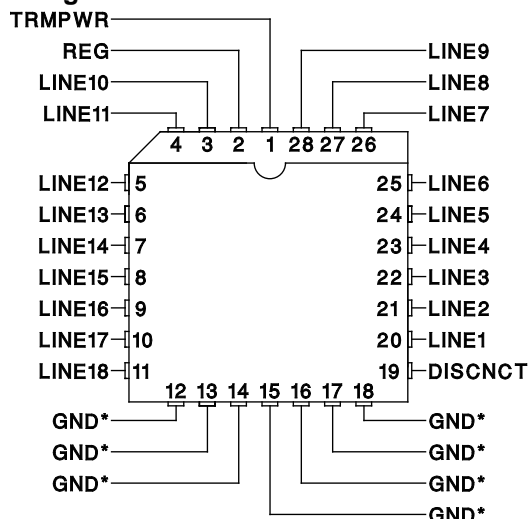 TRMPWR
REG LINE9
LINE10 LINE8
LINE11 LINE7
4 3 2 1 28 27 26
LINE12 5 25 LINE6
LINE13 6 24 LINE5
LINE14 7 23 LINE4
LINE15 8 22 LINE3
LINE16 9 21 LINE2
LINE17 10 20 LINE1
LINE18 11 19 DISCNCT
12 13 14 15 16 17 18
GND* GND*
GND* GND*
GND* GND*
GND*